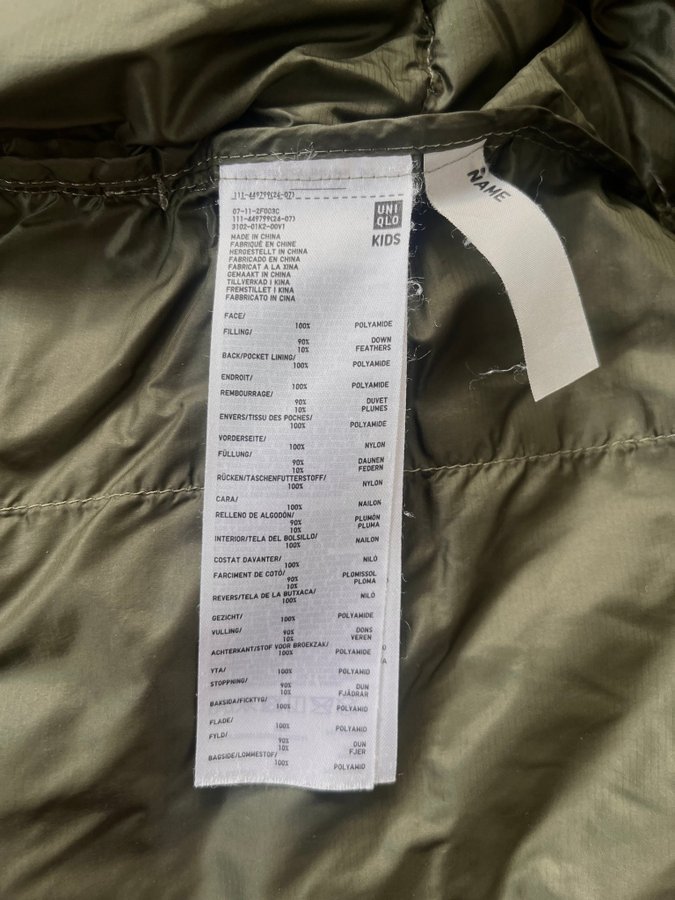 111-449799(26-07)
07-11-2F003C
111-449799(26-07)
3102-01K2-00V1
UNI
QLO
KIDS
MADE IN CHINA
FABRIQUÉ EN CHINE
HERGESTELLT IN CHINA
FABRICADO EN CHINA
FABRICAT A LA XINA
GEMAAKT IN CHINA
TILLVERKAD I KINA
FREMSTILLET I KINA
FABBRICATO IN CINA
FACE/
100% POLYAMIDE
FILLING/
90% DOWN
10% FEATHERS
BACK/POCKET LINING/
100% POLYAMIDE
ENDROIT/
100% POLYAMIDE
REMBOURRAGE/
90% DUVET
10% PLUMES
ENVERS/TISSU DES POCHES/
100% POLYAMIDE
VORDERSEITE/
100% NYLON
FÜLLUNG/
90% DAUNEN
10% FEDERN
RÜCKEN/TASCHENFUTTERSTOFF/
100% NYLON
CARA/
100% NAILON
RELLENO DE ALGODÓN/
90% PLUMÓN
10% PLUMA
INTERIOR/TELA DEL BOLSILLO/
100% NAILON
COSTAT DAVANTER/
100% NILÓ
FARCIMENT DE COTÓ/
90% PLOMISSOL
10% PLOMA
REVERS/TELA DE LA BUTXACA/
100% NILÓ
GEZICHT/
100% POLYAMIDE
VULLING/
90% DONS
10% VEREN
ACHTERKANT/STOF VOOR BROEKZAK/
100% POLYAMIDE
YTA/
100% POLYAMID
STOPPNING/
90% DUN
10% FJÄDRAR
BAKSIDA/FICKTYG/
100% POLYAMID
FLADE/
100% POLYAMID
FYLD/
90% DUN
10% FJER
BAGSIDE/LOMMESTOF/
100% POLYAMID
NAME